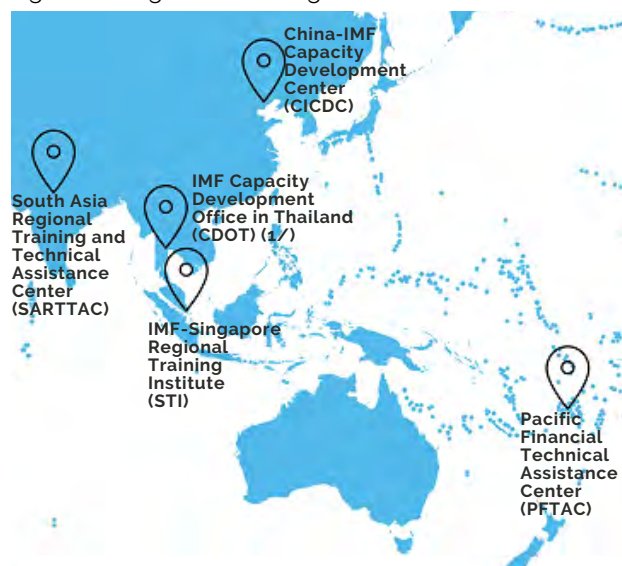 China-IMF
Capacity
Development
Center
(CICDC)
South Asia
Regional
Training and
Technical
Assistance
Center
(SARTTAC)
IMF Capacity
Development
Office in Thailand
(CDOT) (1/)
IMF-Singapore
Regional
Training
Institute
(STI)
Pacific
Financial
Technical
Assistance
Center
(PFTAC)